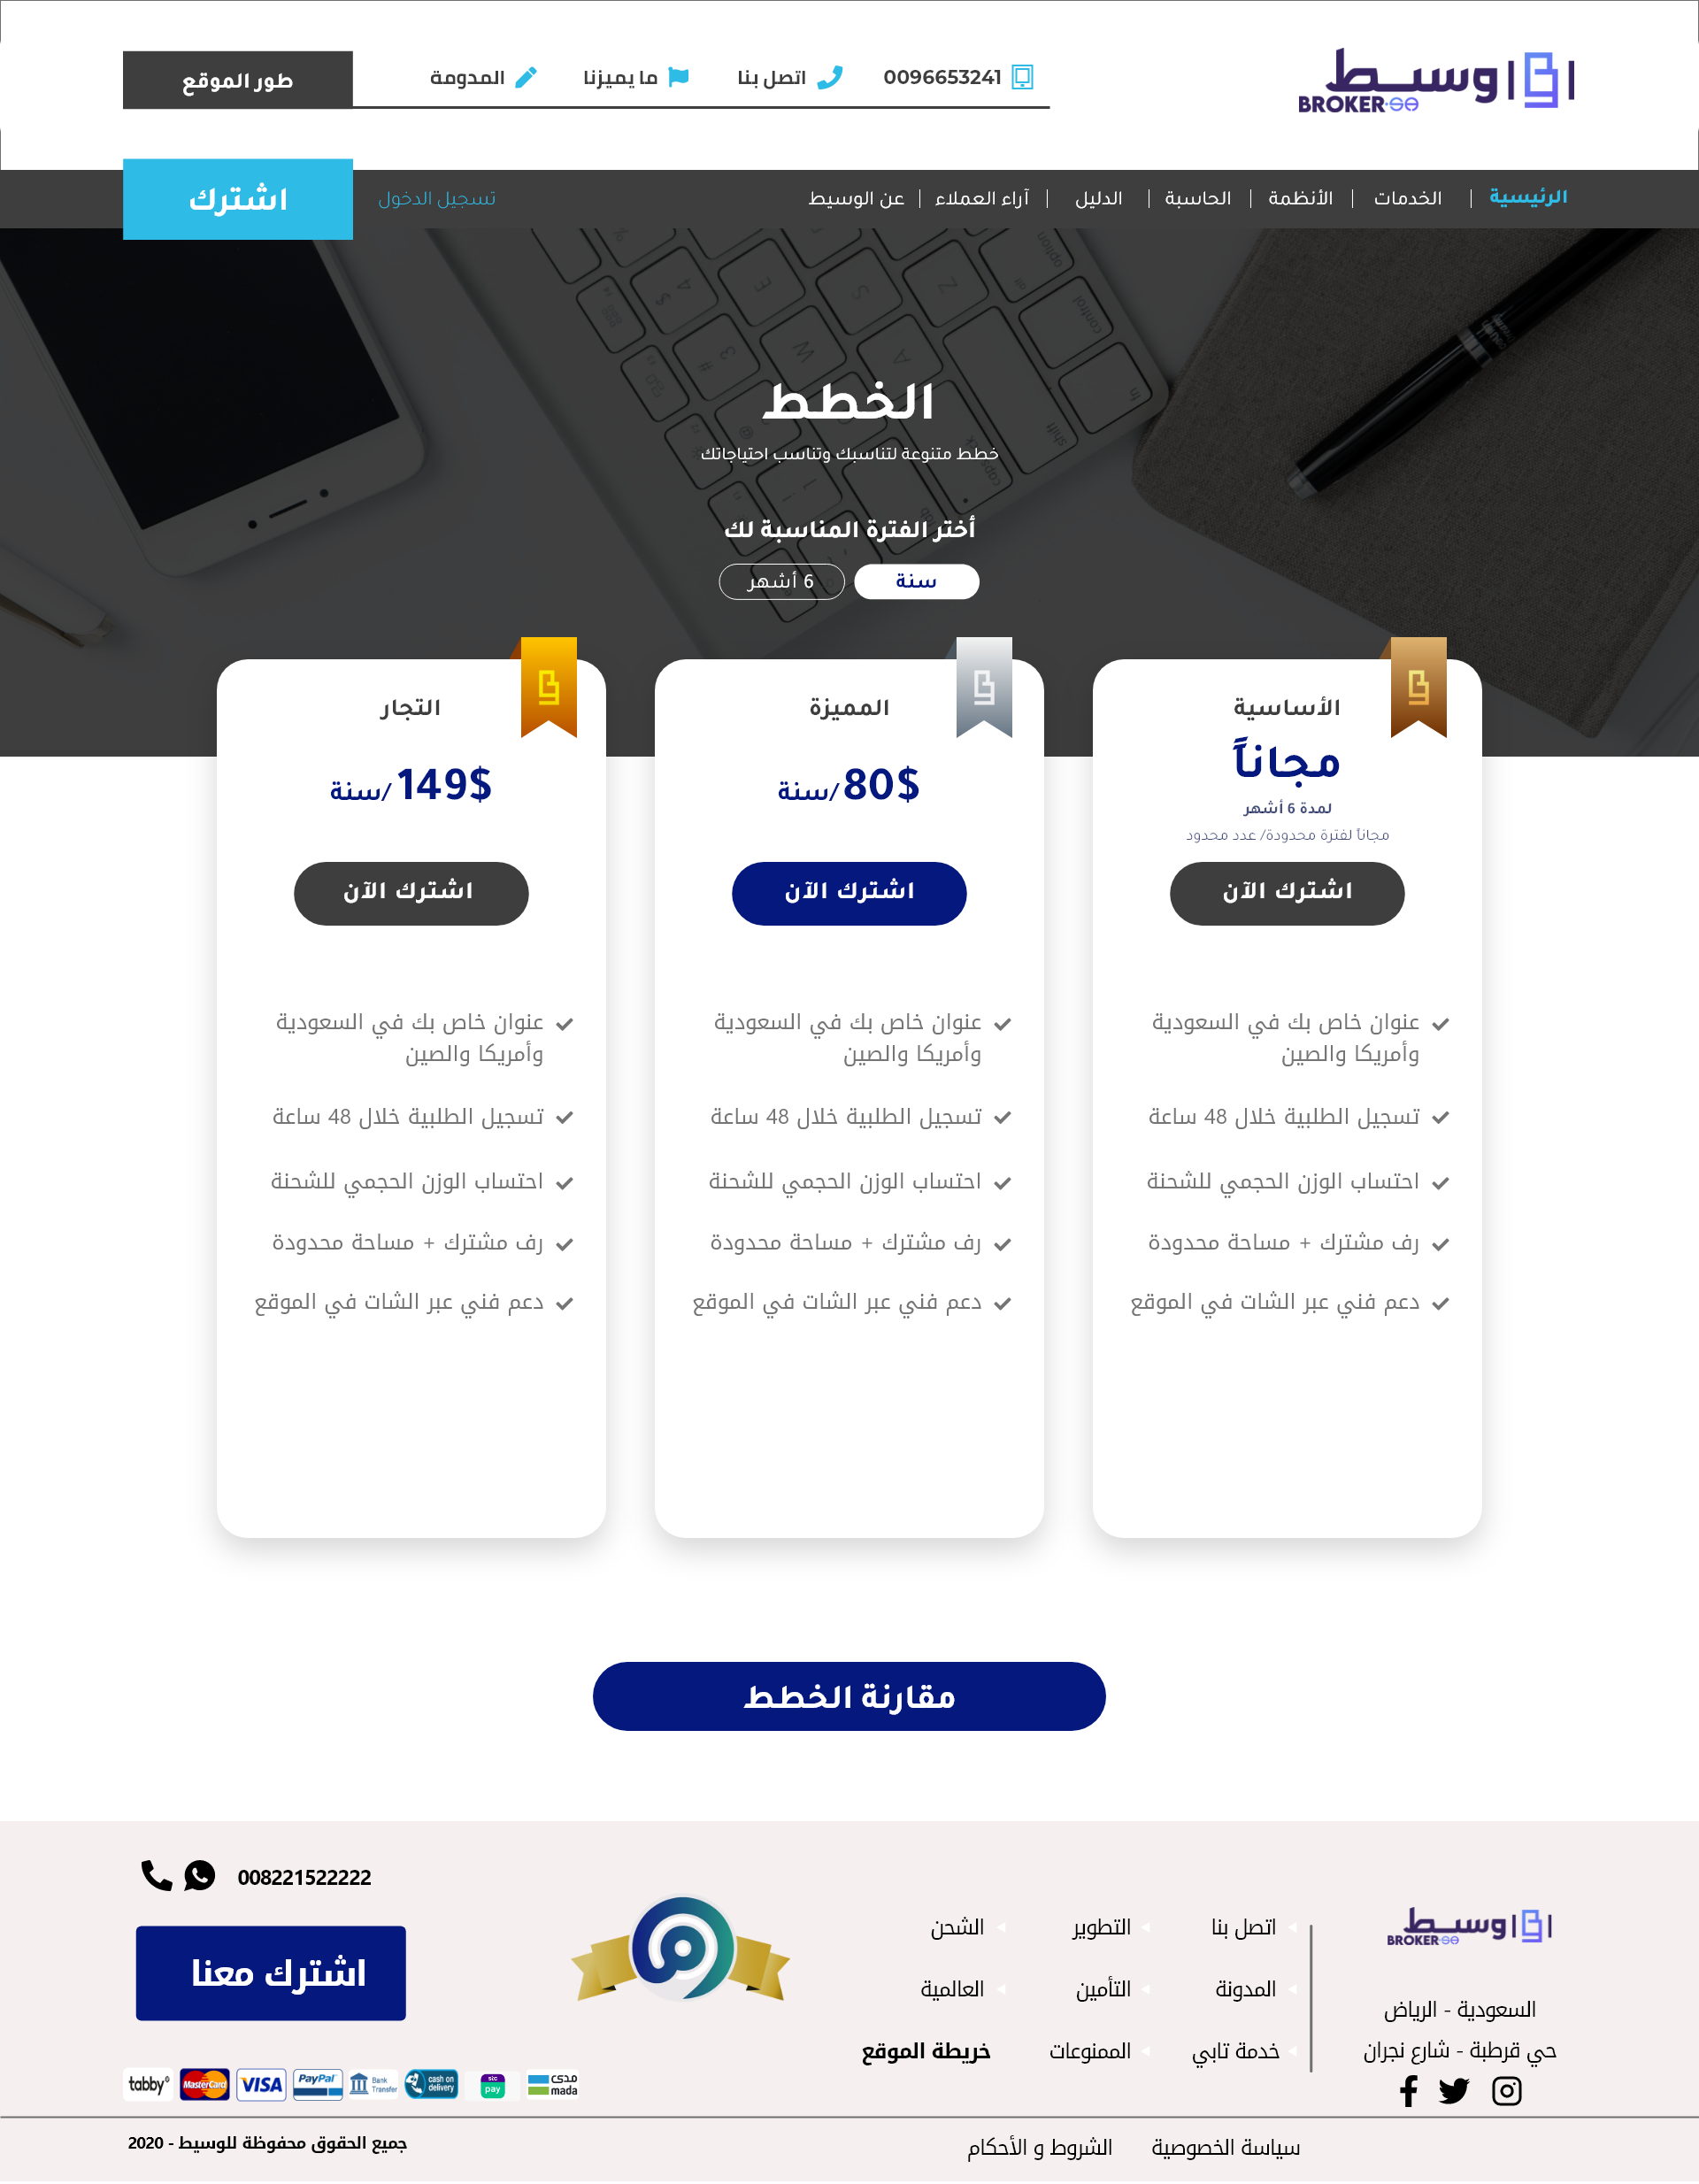 وسيط
BROKER-SA
0096653241
اتصل بنا
ما يميزنا
المدومة
طور الموقع
الرئيسية
الخدمات
الأنظمة
الحاسبة
الدليل
آراء العملاء
عن الوسيط
تسجيل الدخول
اشترك
الخطط
خطط متنوعة لتناسبك وتناسب احتياجاتك
أختر الفترة المناسبة لك
سنة
6 أشهر
الأساسية
مجاناً
لمدة 6 أشهر
مجاناً لفترة محدودة/ عدد محدود
اشترك الآن
عنوان خاص بك في السعودية
وأمريكا والصين
تسجيل الطلبية خلال 48 ساعة
احتساب الوزن الحجمي للشحنة
رف مشترك + مساحة محدودة
دعم فني عبر الشات في الموقع
المميزة
80$/سنة
اشترك الآن
عنوان خاص بك في السعودية
وأمريكا والصين
تسجيل الطلبية خلال 48 ساعة
احتساب الوزن الحجمي للشحنة
رف مشترك + مساحة محدودة
دعم فني عبر الشات في الموقع
التجار
149$/سنة
اشترك الآن
عنوان خاص بك في السعودية
وأمريكا والصين
تسجيل الطلبية خلال 48 ساعة
احتساب الوزن الحجمي للشحنة
رف مشترك + مساحة محدودة
دعم فني عبر الشات في الموقع
مقارنة الخطط
وسيط
BROKER-SA
السعودية - الرياض
حي قرطبة - شارع نجران
اتصل بنا
التطوير
الشحن
المدونة
التأمين
العالمية
خدمة تابي
الممنوعات
خريطة الموقع
008221522222
اشترك معنا
tabby
MasterCard
VISA
PayPal
Bank Transfer
cash on delivery
stc pay
مدى
mada
سياسة الخصوصية
الشروط و الأحكام
جميع الحقوق محفوظة للوسيط - 2020